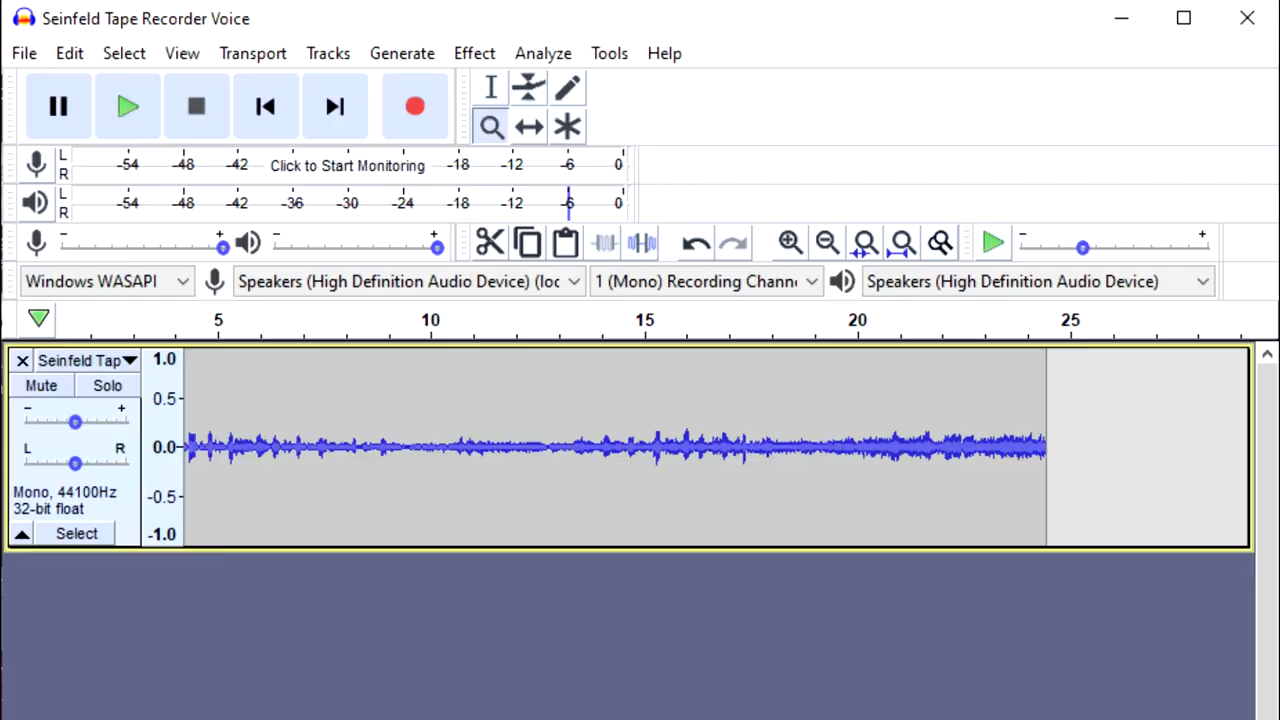 Seinfeld Tape Recorder Voice
File Edit Select View Transport Tracks Generate Effect Analyze Tools Help
L -54 -48 -42 Click to Start Monitoring -18 -12 -6 0
R
L -54 -48 -42 -36 -30 -24 -18 -12 -6 0
R
- + - + - +
Windows WASAPI Speakers (High Definition Audio Device) (loc 1 (Mono) Recording Chann Speakers (High Definition Audio Device)
5 10 15 20 25
Seinfeld Tap 1.0
Mute Solo
- + 0.5
L R 0.0
Mono, 44100Hz -0.5
32-bit float
Select -1.0